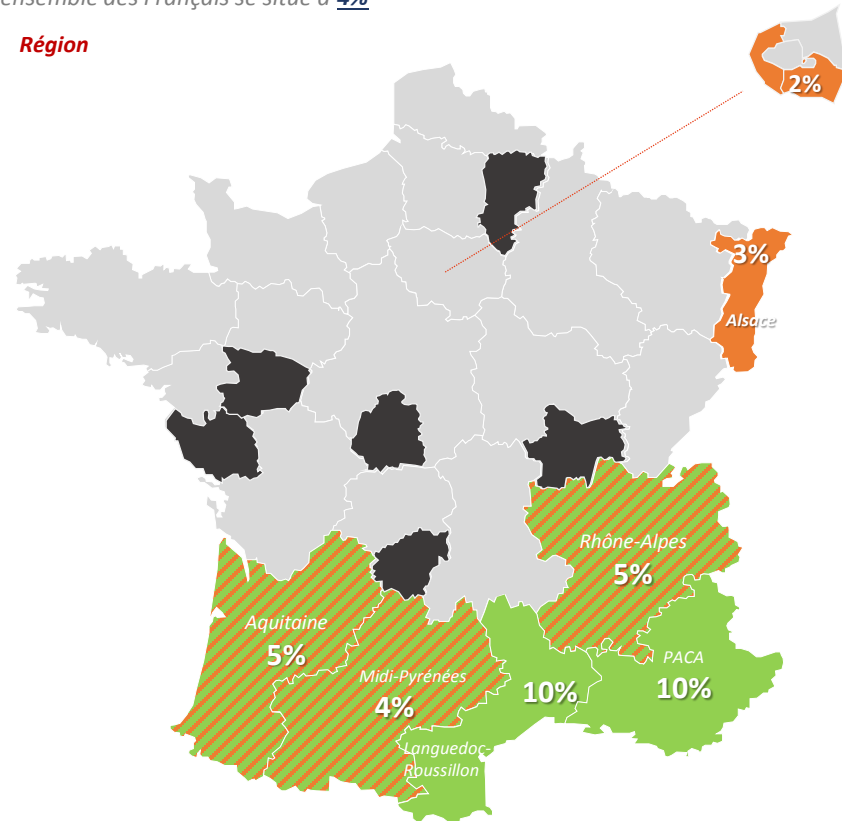 ensemble des Français se situe à 4%
Région
2%
3%
Alsace
Rhône-Alpes
5%
Aquitaine
5%
Midi-Pyrénées
4%
10%
PACA
10%
Languedoc-
Roussillon